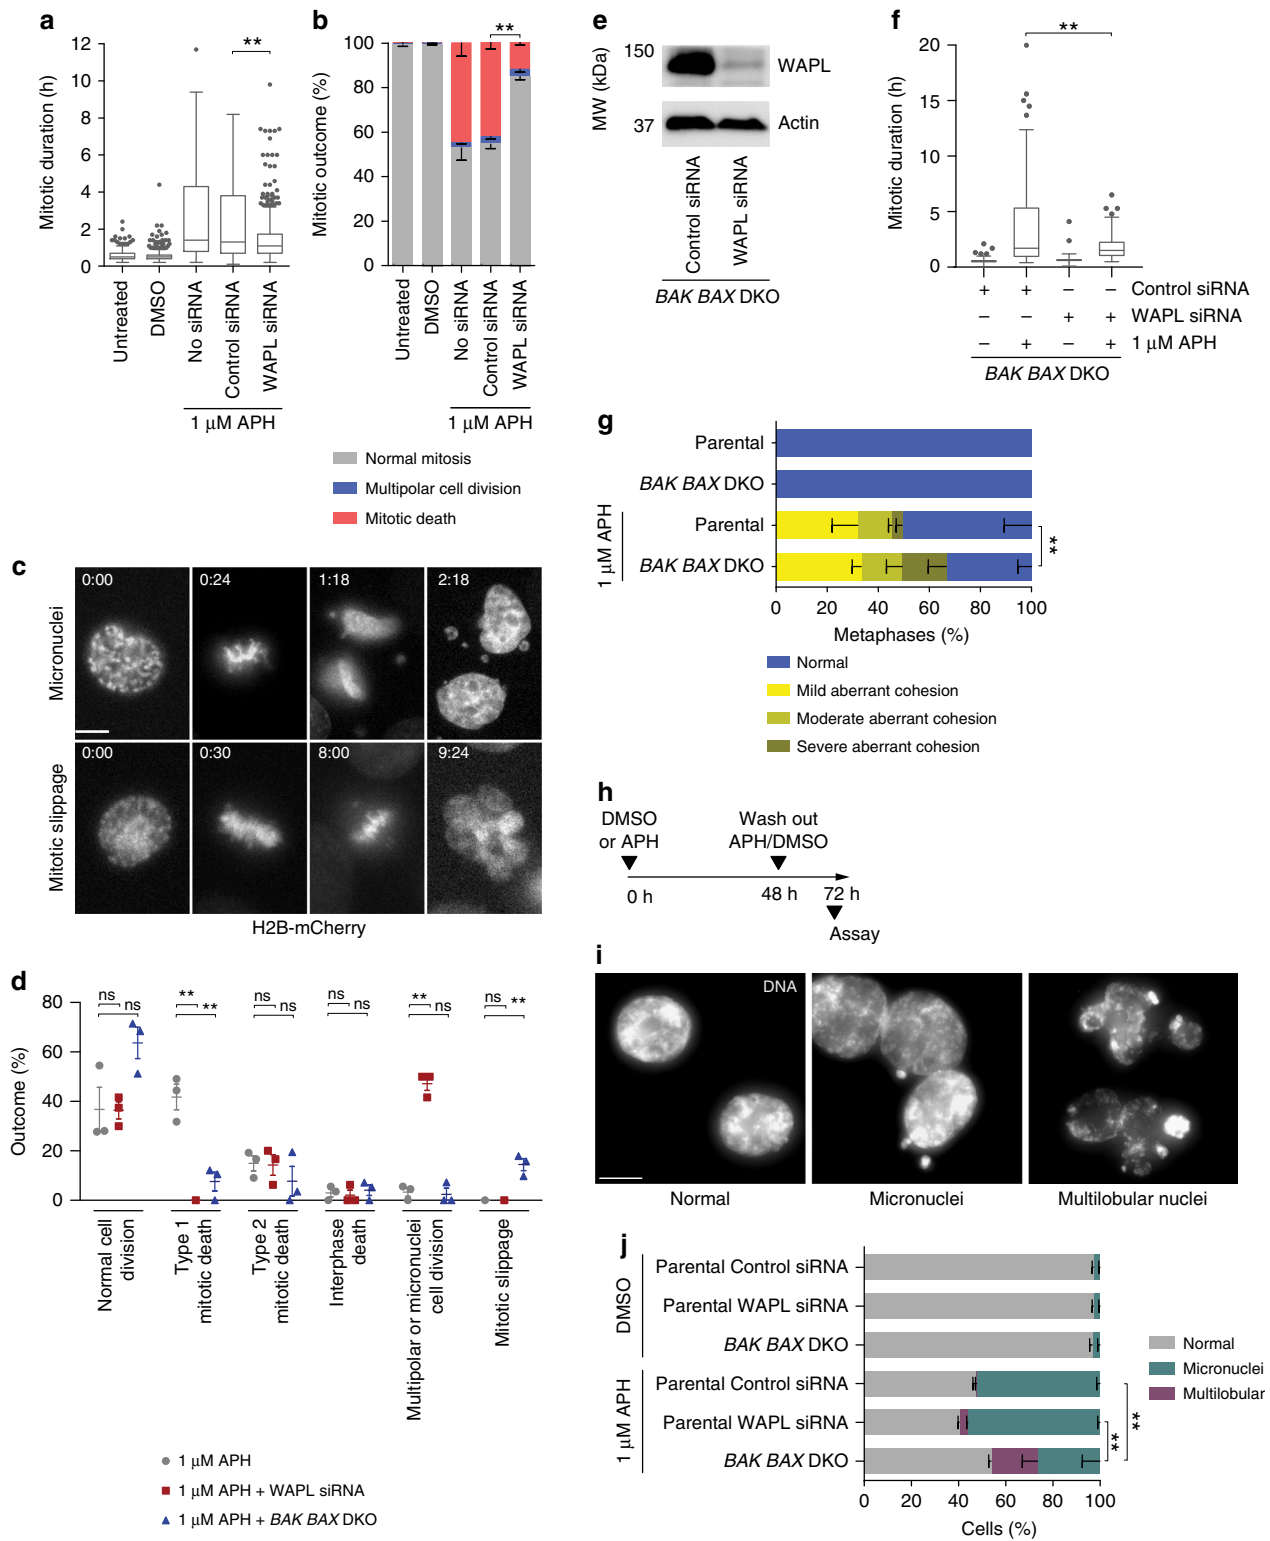 a
**
12
10
8
6
4
2
0
Mitotic duration (h)
Untreated
DMSO
No siRNA
Control siRNA
WAPL siRNA
1 μM APH
b
**
100
80
60
40
20
0
Mitotic outcome (%)
Untreated
DMSO
No siRNA
Control siRNA
WAPL siRNA
1 μM APH
Normal mitosis
Multipolar cell division
Mitotic death
c
Micronuclei
0:00 0:24 1:18 2:18
Mitotic slippage
0:00 0:30 8:00 9:24
H2B-mCherry
d
80
60
40
20
0
Outcome (%)
ns ns
** **
ns ns
ns ns
** ns
ns **
Normal cell
division
Type 1
mitotic death
Type 2
mitotic death
Interphase
death
Multipolar or micronuclei
cell division
Mitotic slippage
1 μM APH
1 μM APH + WAPL siRNA
1 μM APH + BAK BAX DKO
e
MW (kDa)
150
WAPL
37
Actin
Control siRNA
WAPL siRNA
BAK BAX DKO
f
**
20
15
10
5
0
Mitotic duration (h)
+ + – – Control siRNA
– – + + WAPL siRNA
– + – + 1 μM APH
BAK BAX DKO
g
Parental
BAK BAX DKO
1 μM APH
Parental
BAK BAX DKO
**
0 20 40 60 80 100
Metaphases (%)
Normal
Mild aberrant cohesion
Moderate aberrant cohesion
Severe aberrant cohesion
h
DMSO
or APH
Wash out
APH/DMSO
0 h
48 h
72 h
Assay
i
DNA
Normal
Micronuclei
Multilobular nuclei
j
DMSO
Parental Control siRNA
Parental WAPL siRNA
BAK BAX DKO
1 μM APH
Parental Control siRNA
Parental WAPL siRNA
BAK BAX DKO
**
**
0 20 40 60 80 100
Cells (%)
Normal
Micronuclei
Multilobular